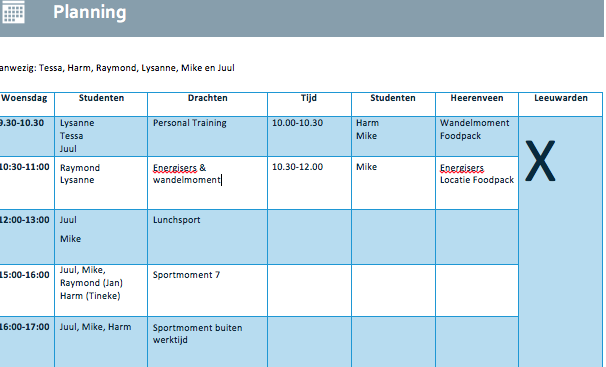 Planning
anwezig: Tessa, Harm, Raymond, Lysanne, Mike en Juul
Woensdag Studenten Drachten Tijd Studenten Heerenveen Leeuwarden
9.30-10.30 Lysanne Personal Training 10.00-10.30 Harm Wandelmoment
Tessa Mike Foodpack
Juul
X
10:30-11:00 Raymond Energisers & 10.30-12.00 Mike Energisers
Lysanne wandelmoment Locatie Foodpack
12:00-13:00 Juul Lunchsport
Mike
15:00-16:00 Juul, Mike, Sportmoment 7
Raymond (Jan)
Harm (Tineke)
16:00-17:00 Juul, Mike, Harm Sportmoment buiten
werktijd